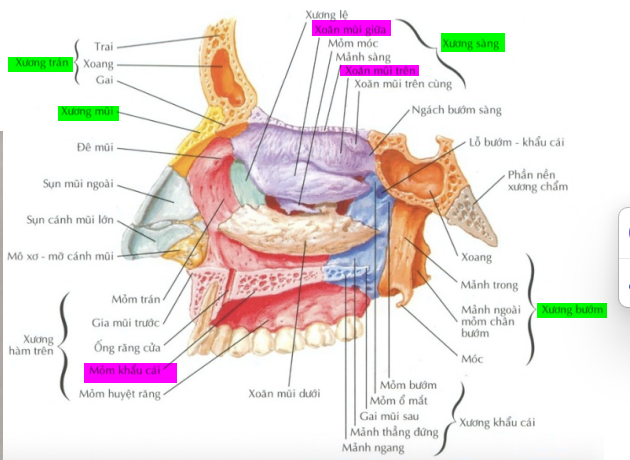 Xương lệ
Xoăn mũi giữa
Mỏm móc
Mảnh sàng
Xoăn mũi trên
Xoăn mũi trên cùng
Xương sàng
Ngách bướm sàng
Lỗ bướm - khẩu cái
Phần nền
xương chẩm
Trai
Xoang
Gai
Xương trán
Xương mũi
Đê mũi
Sụn mũi ngoài
Sụn cánh mũi lớn
Mô xơ - mỡ cánh mũi
Mỏm trán
Gia mũi trước
Ống răng cửa
Mỏm khẩu cái
Mỏm huyệt răng
Xương
hàm trên
Xoăn mũi dưới
Xoang
Mảnh trong
Mảnh ngoài
mỏm chân
bướm
Móc
Xương bướm
Mỏm bướm
Mỏm ổ mắt
Gai mũi sau
Mảnh thẳng đứng
Mảnh ngang
Xương khẩu cái